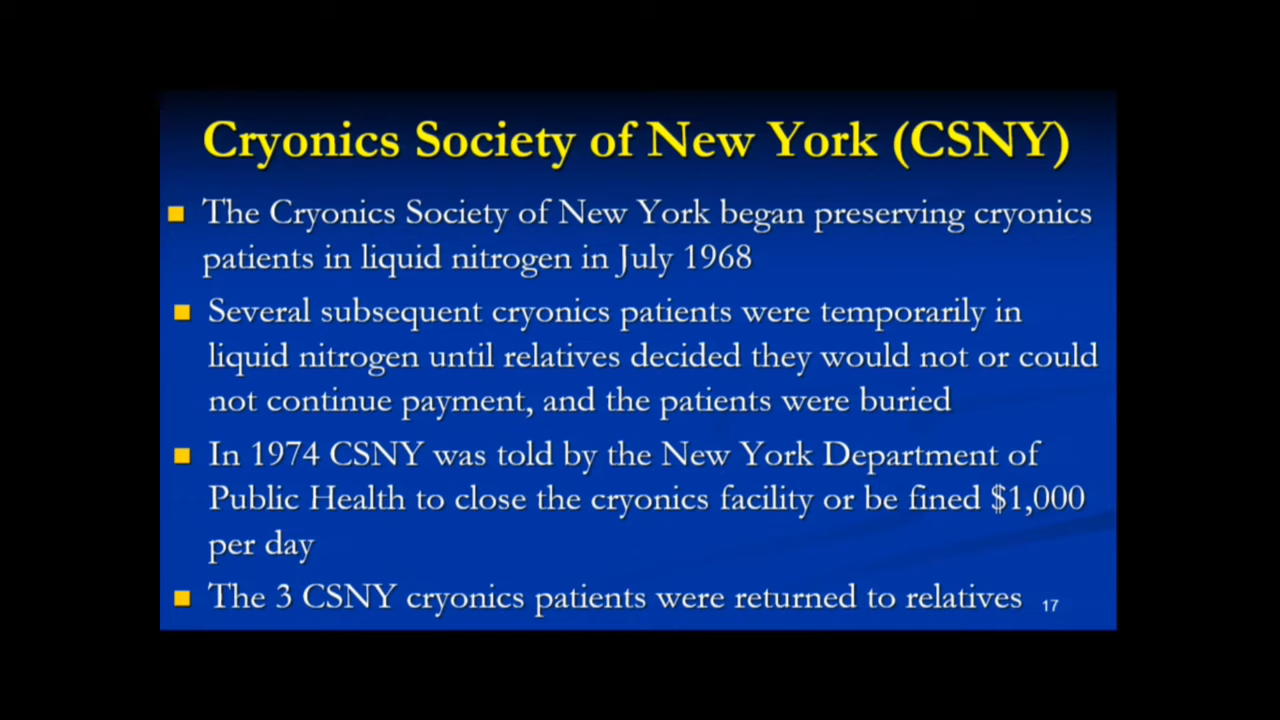 Cryonics Society of New York (CSNY)
The Cryonics Society of New York began preserving cryonics
patients in liquid nitrogen in July 1968
Several subsequent cryonics patients were temporarily in
liquid nitrogen until relatives decided they would not or could
not continue payment, and the patients were buried
In 1974 CSNY was told by the New York Department of
Public Health to close the cryonics facility or be fined $1,000
per day
The 3 CSNY cryonics patients were returned to relatives
17